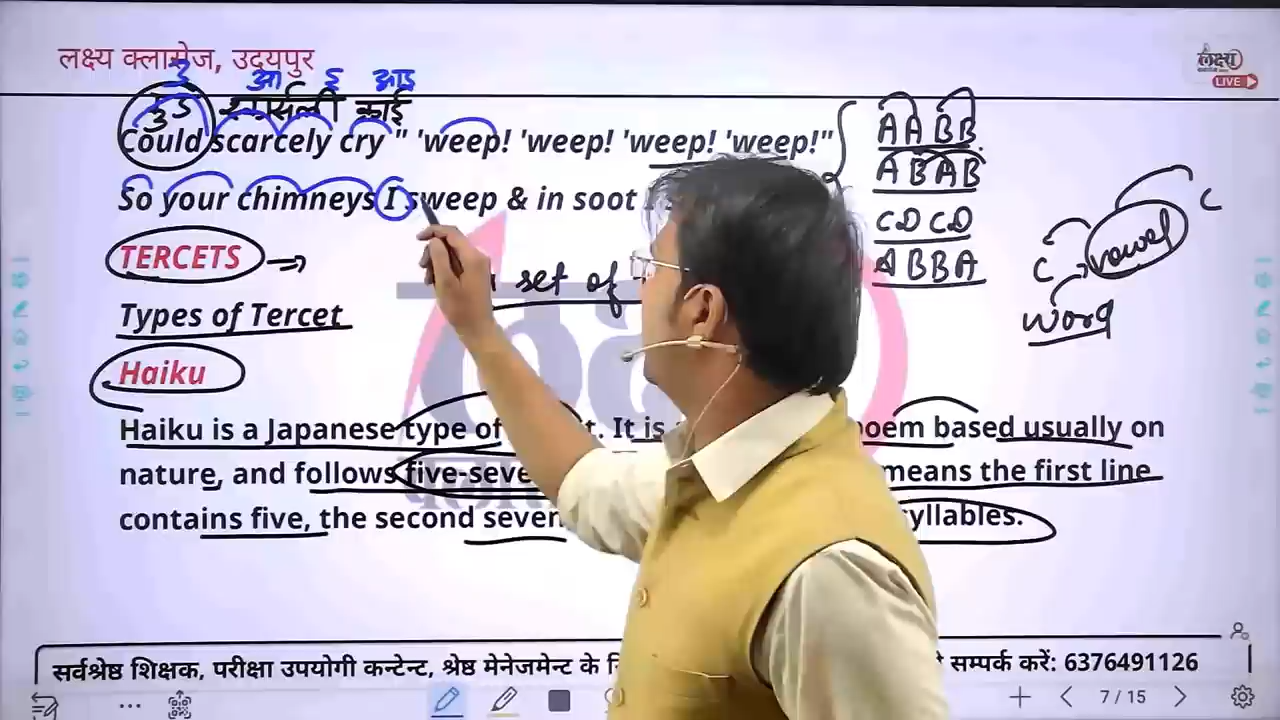 लक्ष्य क्लासेज, उदयपुर
लक्ष्य
LIVE
उ आ ई आइ
कुड स्कार्सली क्राई
Could scarcely cry " 'weep! 'weep! 'weep! 'weep!"
AABB
ABAB
CDCD
ABBA
So your chimneys I sweep & in soot I s
C vowel C
word
TERCETS
set of
Types of Tercet
Haiku
Haiku is a Japanese type of t. It is poem based usually on
nature, and follows five-seve means the first line
contains five, the second seven yllables.
सर्वश्रेष्ठ शिक्षक, परीक्षा उपयोगी कन्टेन्ट, श्रेष्ठ मेनेजमेन्ट के सम्पर्क करें: 6376491126
7 / 15